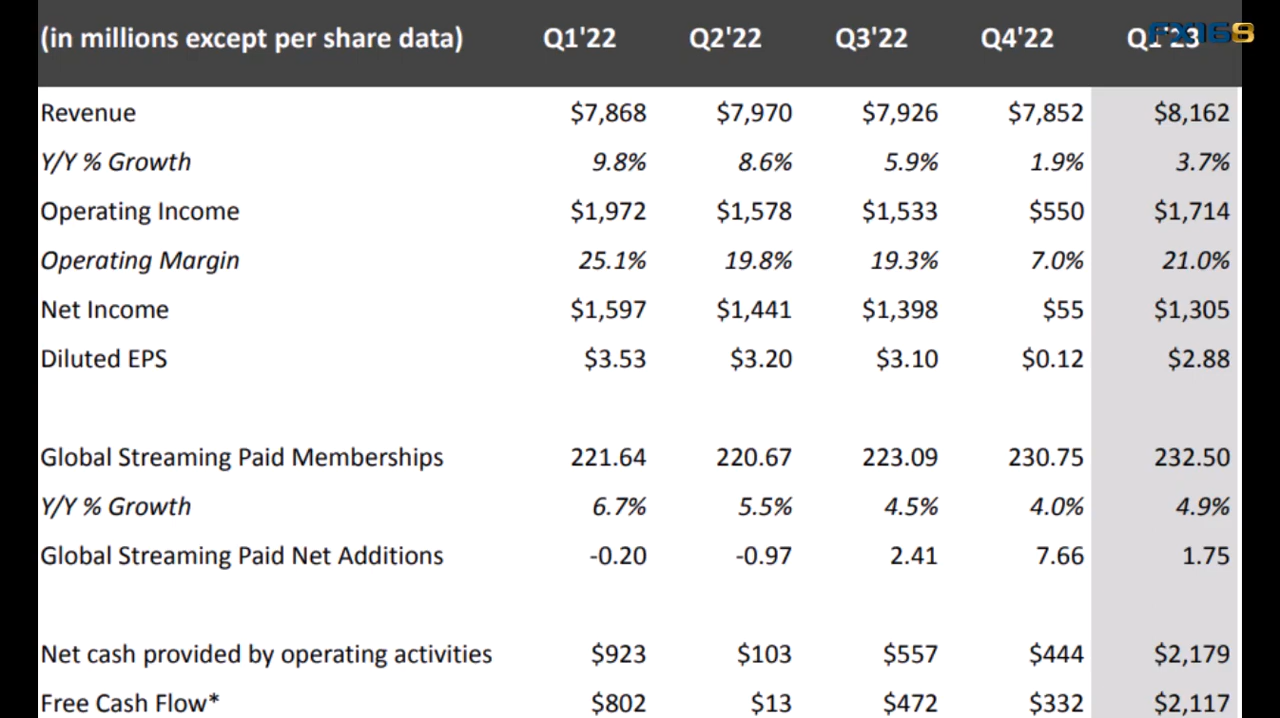 (in millions except per share data) Q1'22 Q2'22 Q3'22 Q4'22 Q1'23
FX168
Revenue $7,868 $7,970 $7,926 $7,852 $8,162
Y/Y % Growth 9.8% 8.6% 5.9% 1.9% 3.7%
Operating Income $1,972 $1,578 $1,533 $550 $1,714
Operating Margin 25.1% 19.8% 19.3% 7.0% 21.0%
Net Income $1,597 $1,441 $1,398 $55 $1,305
Diluted EPS $3.53 $3.20 $3.10 $0.12 $2.88
Global Streaming Paid Memberships 221.64 220.67 223.09 230.75 232.50
Y/Y % Growth 6.7% 5.5% 4.5% 4.0% 4.9%
Global Streaming Paid Net Additions -0.20 -0.97 2.41 7.66 1.75
Net cash provided by operating activities $923 $103 $557 $444 $2,179
Free Cash Flow* $802 $13 $472 $332 $2,117